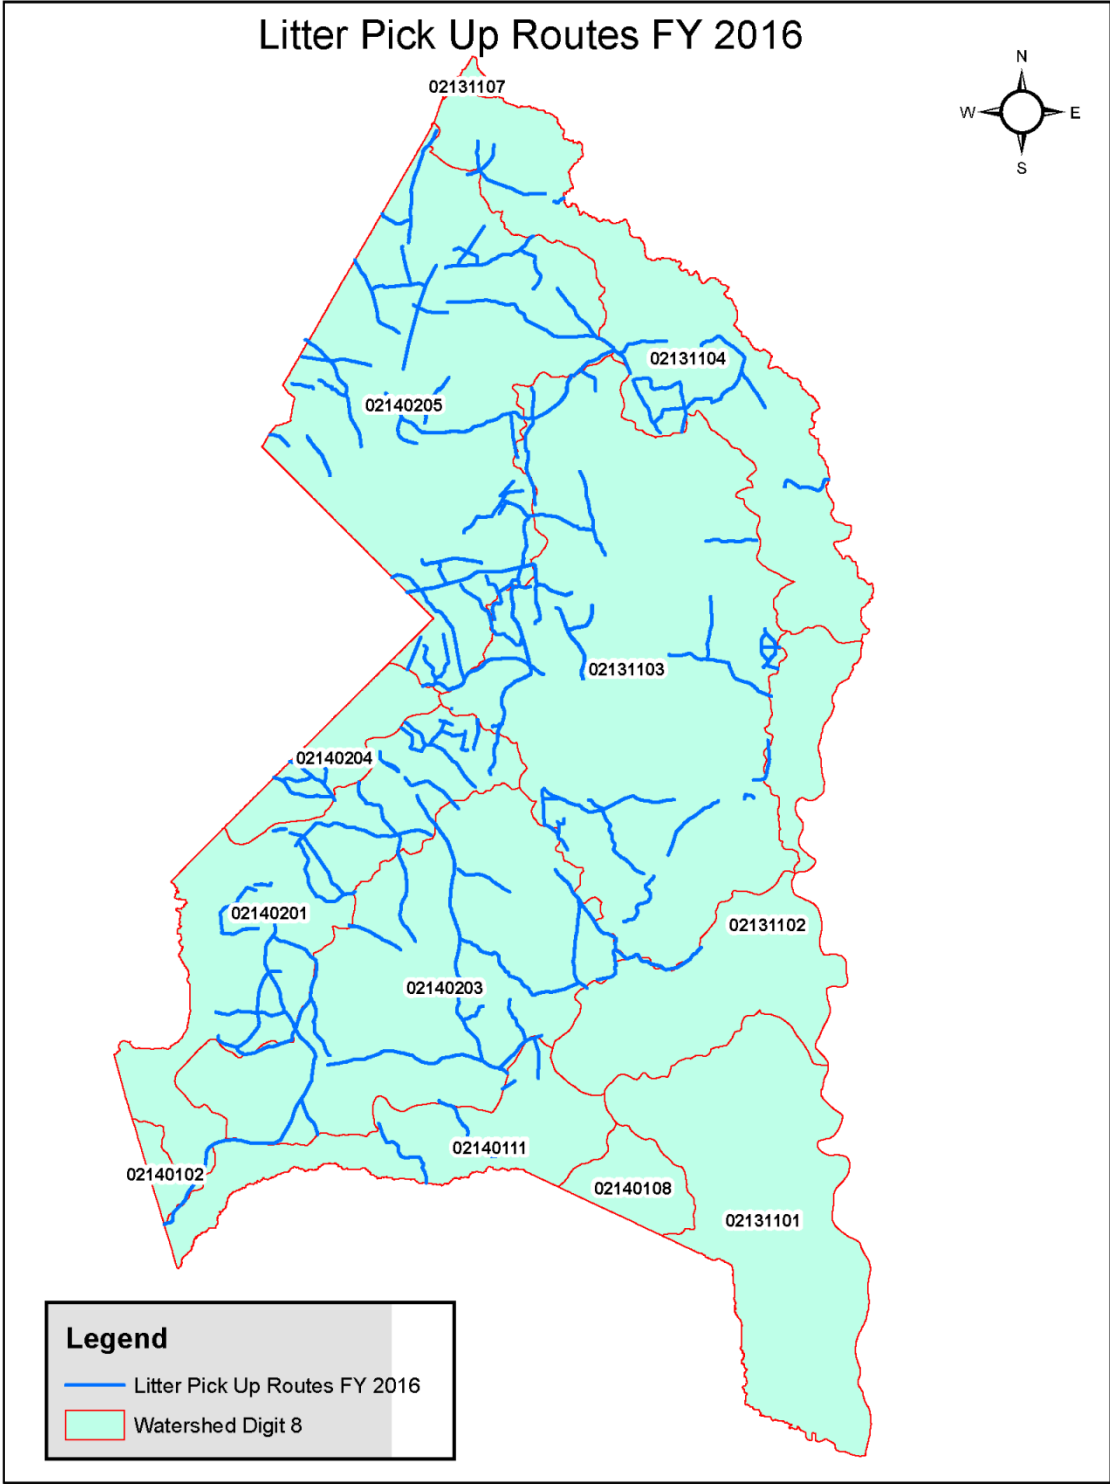 Litter Pick Up Routes FY 2016
N
W E
S
02131107
02131104
02140205
02131103
02140204
02140201
02131102
02140203
02140111
02140102
02140108
02131101
Legend
Litter Pick Up Routes FY 2016
Watershed Digit 8